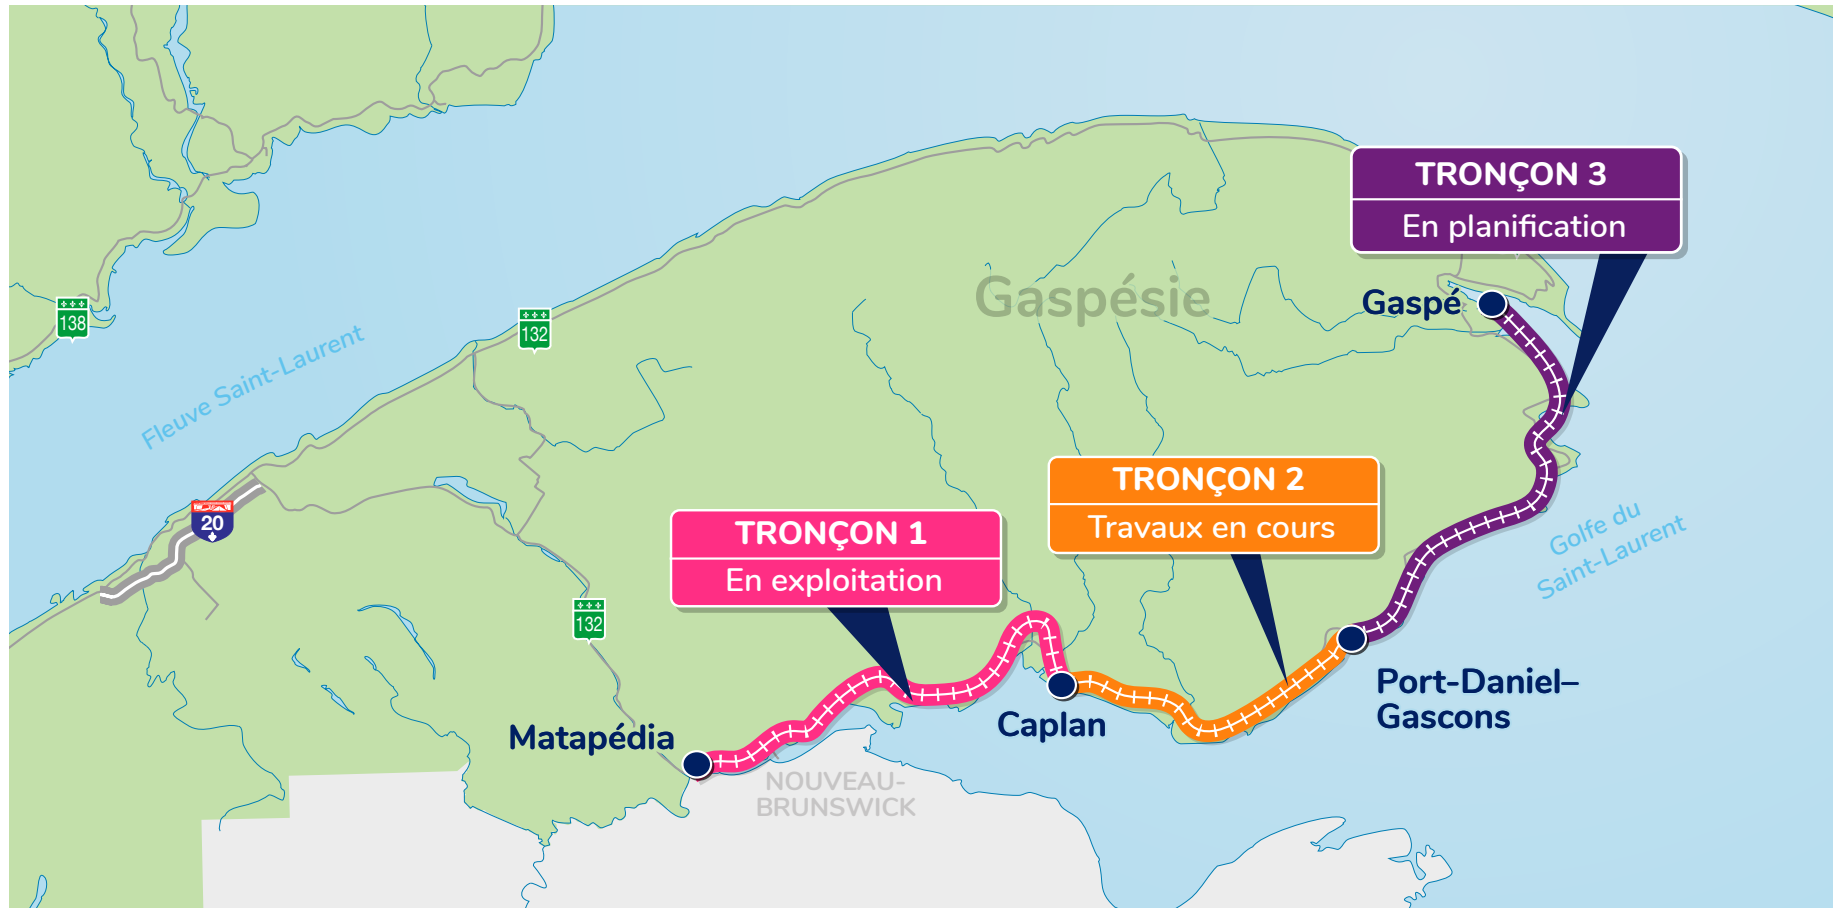 TRONÇON 3
En planification
Gaspésie
Gaspé
138
132
Fleuve Saint-Laurent
TRONÇON 2
Travaux en cours
20
TRONÇON 1
En exploitation
Golfe du
Saint-Laurent
132
Port-Daniel–
Gascons
Caplan
Matapédia
NOUVEAU-
BRUNSWICK